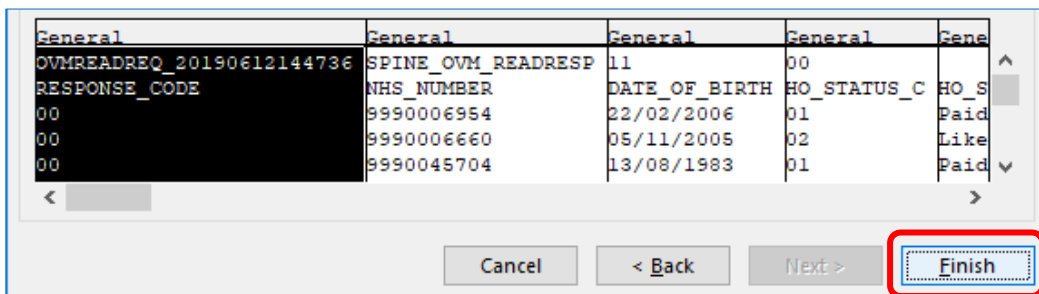 General General General General Gene
OVMREADREQ_20190612144736 SPINE_OVM_READRESP 11 00
RESPONSE_CODE NHS_NUMBER DATE_OF_BIRTH HO_STATUS_C HO_S
00 9990006954 22/02/2006 01 Paid
00 9990006660 05/11/2005 02 Like
00 9990045704 13/08/1983 01 Paid
Cancel < Back Next > Finish